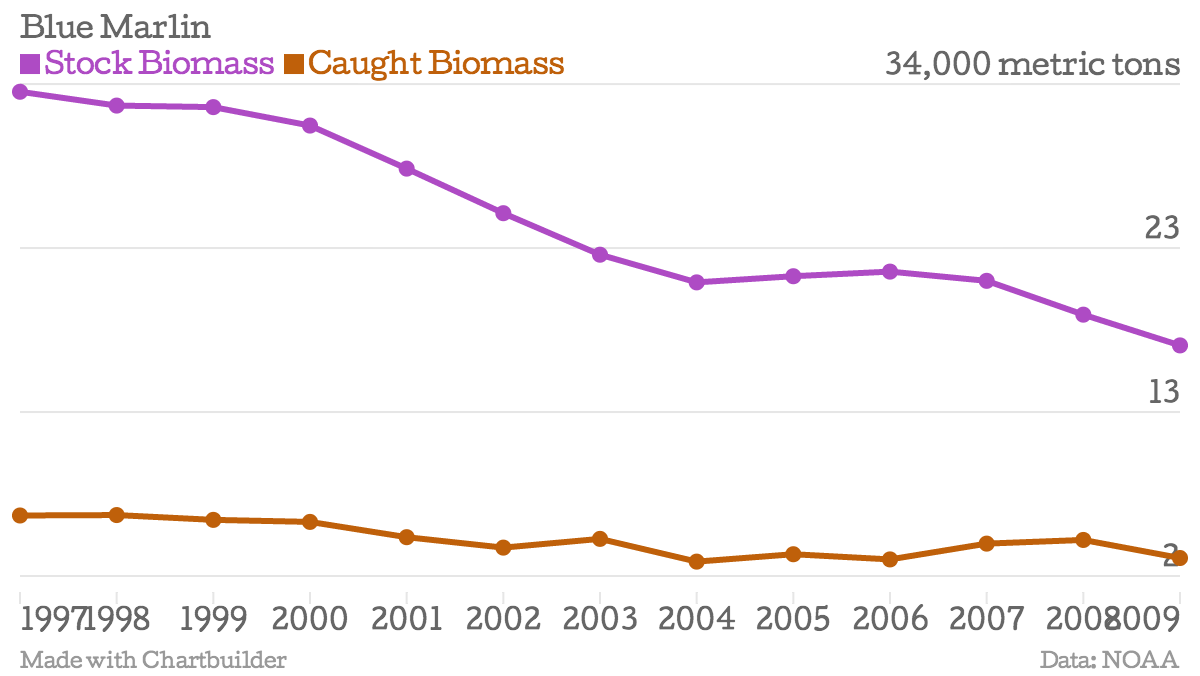 Blue Marlin
Stock Biomass Caught Biomass
34,000 metric tons
23
13
2
1997 1998 1999 2000 2001 2002 2003 2004 2005 2006 2007 2008 2009
Made with Chartbuilder Data: NOAA